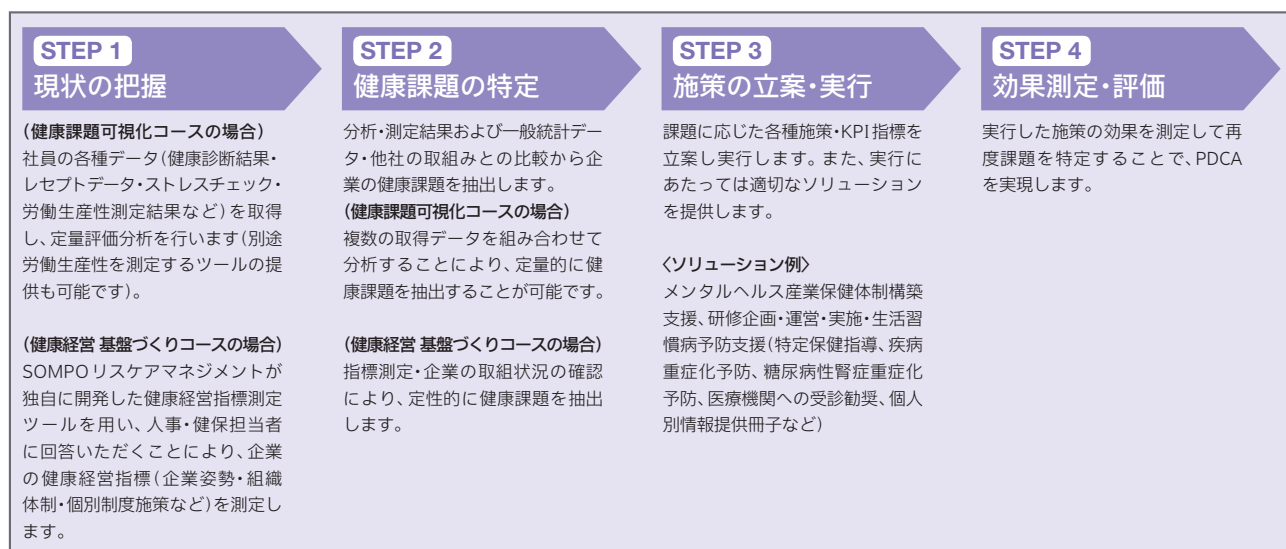 STEP 1
現状の把握
(健康課題可視化コースの場合)
社員の各種データ(健康診断結果・
レセプトデータ・ストレスチェック・
労働生産性測定結果など)を取得
し、定量評価分析を行います(別途
労働生産性を測定するツールの提
供も可能です)。
(健康経営 基盤づくりコースの場合)
SOMPOリスケアマネジメントが
独自に開発した健康経営指標測定
ツールを用い、人事・健保担当者
に回答いただくことにより、企業
の健康経営指標(企業姿勢・組織
体制・個別制度施策など)を測定し
ます。
STEP 2
健康課題の特定
分析・測定結果および一般統計デー
タ・他社の取組みとの比較から企
業の健康課題を抽出します。
(健康課題可視化コースの場合)
複数の取得データを組み合わせて
分析することにより、定量的に健
康課題を抽出することが可能です。
(健康経営 基盤づくりコースの場合)
指標測定・企業の取組状況の確認
により、定性的に健康課題を抽出
します。
STEP 3
施策の立案・実行
課題に応じた各種施策・KPI指標を
立案し実行します。また、実行に
あたっては適切なソリューション
を提供します。
〈ソリューション例〉
メンタルヘルス産業保健体制構築
支援、研修企画・運営・実施・生活習
慣病予防支援(特定保健指導、疾病
重症化予防、糖尿病性腎症重症化
予防、医療機関への受診勧奨、個人
別情報提供冊子など)
STEP 4
効果測定・評価
実行した施策の効果を測定して再
度課題を特定することで、PDCA
を実現します。